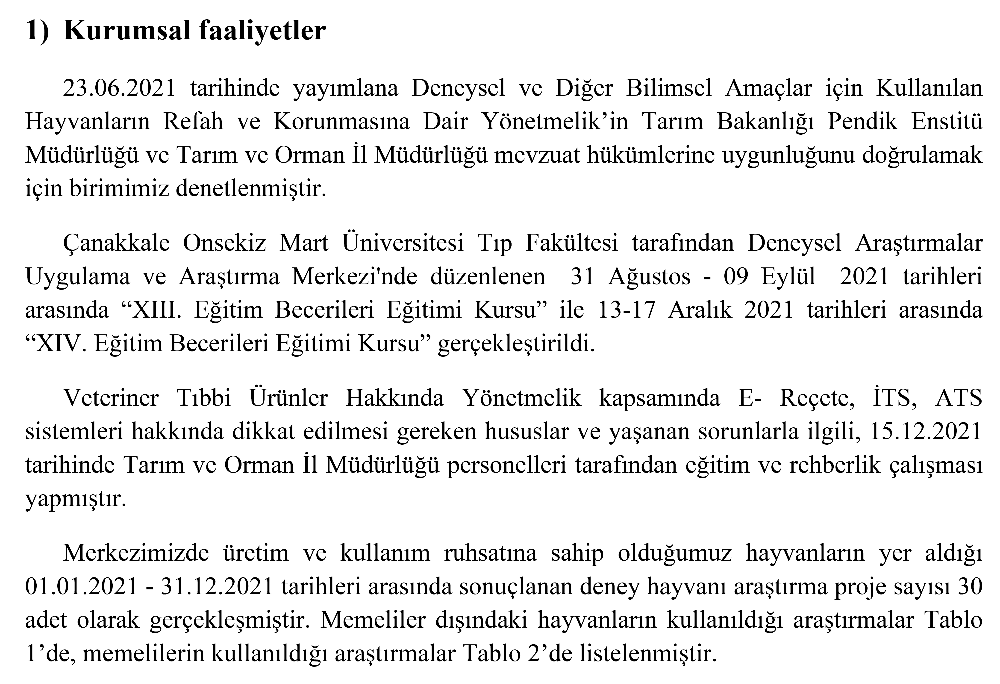 1) Kurumsal faaliyetler
23.06.2021 tarihinde yayımlana Deneysel ve Diğer Bilimsel Amaçlar için Kullanılan
Hayvanların Refah ve Korunmasına Dair Yönetmelik’in Tarım Bakanlığı Pendik Enstitü
Müdürlüğü ve Tarım ve Orman İl Müdürlüğü mevzuat hükümlerine uygunluğunu doğrulamak
için birimimiz denetlenmiştir.
Çanakkale Onsekiz Mart Üniversitesi Tıp Fakültesi tarafından Deneysel Araştırmalar
Uygulama ve Araştırma Merkezi'nde düzenlenen 31 Ağustos - 09 Eylül 2021 tarihleri
arasında “XIII. Eğitim Becerileri Eğitimi Kursu” ile 13-17 Aralık 2021 tarihleri arasında
“XIV. Eğitim Becerileri Eğitimi Kursu” gerçekleştirildi.
Veteriner Tıbbi Ürünler Hakkında Yönetmelik kapsamında E- Reçete, İTS, ATS
sistemleri hakkında dikkat edilmesi gereken hususlar ve yaşanan sorunlarla ilgili, 15.12.2021
tarihinde Tarım ve Orman İl Müdürlüğü personelleri tarafından eğitim ve rehberlik çalışması
yapmıştır.
Merkezimizde üretim ve kullanım ruhsatına sahip olduğumuz hayvanların yer aldığı
01.01.2021 - 31.12.2021 tarihleri arasında sonuçlanan deney hayvanı araştırma proje sayısı 30
adet olarak gerçekleşmiştir. Memeliler dışındaki hayvanların kullanıldığı araştırmalar Tablo
1’de, memelilerin kullanıldığı araştırmalar Tablo 2’de listelenmiştir.